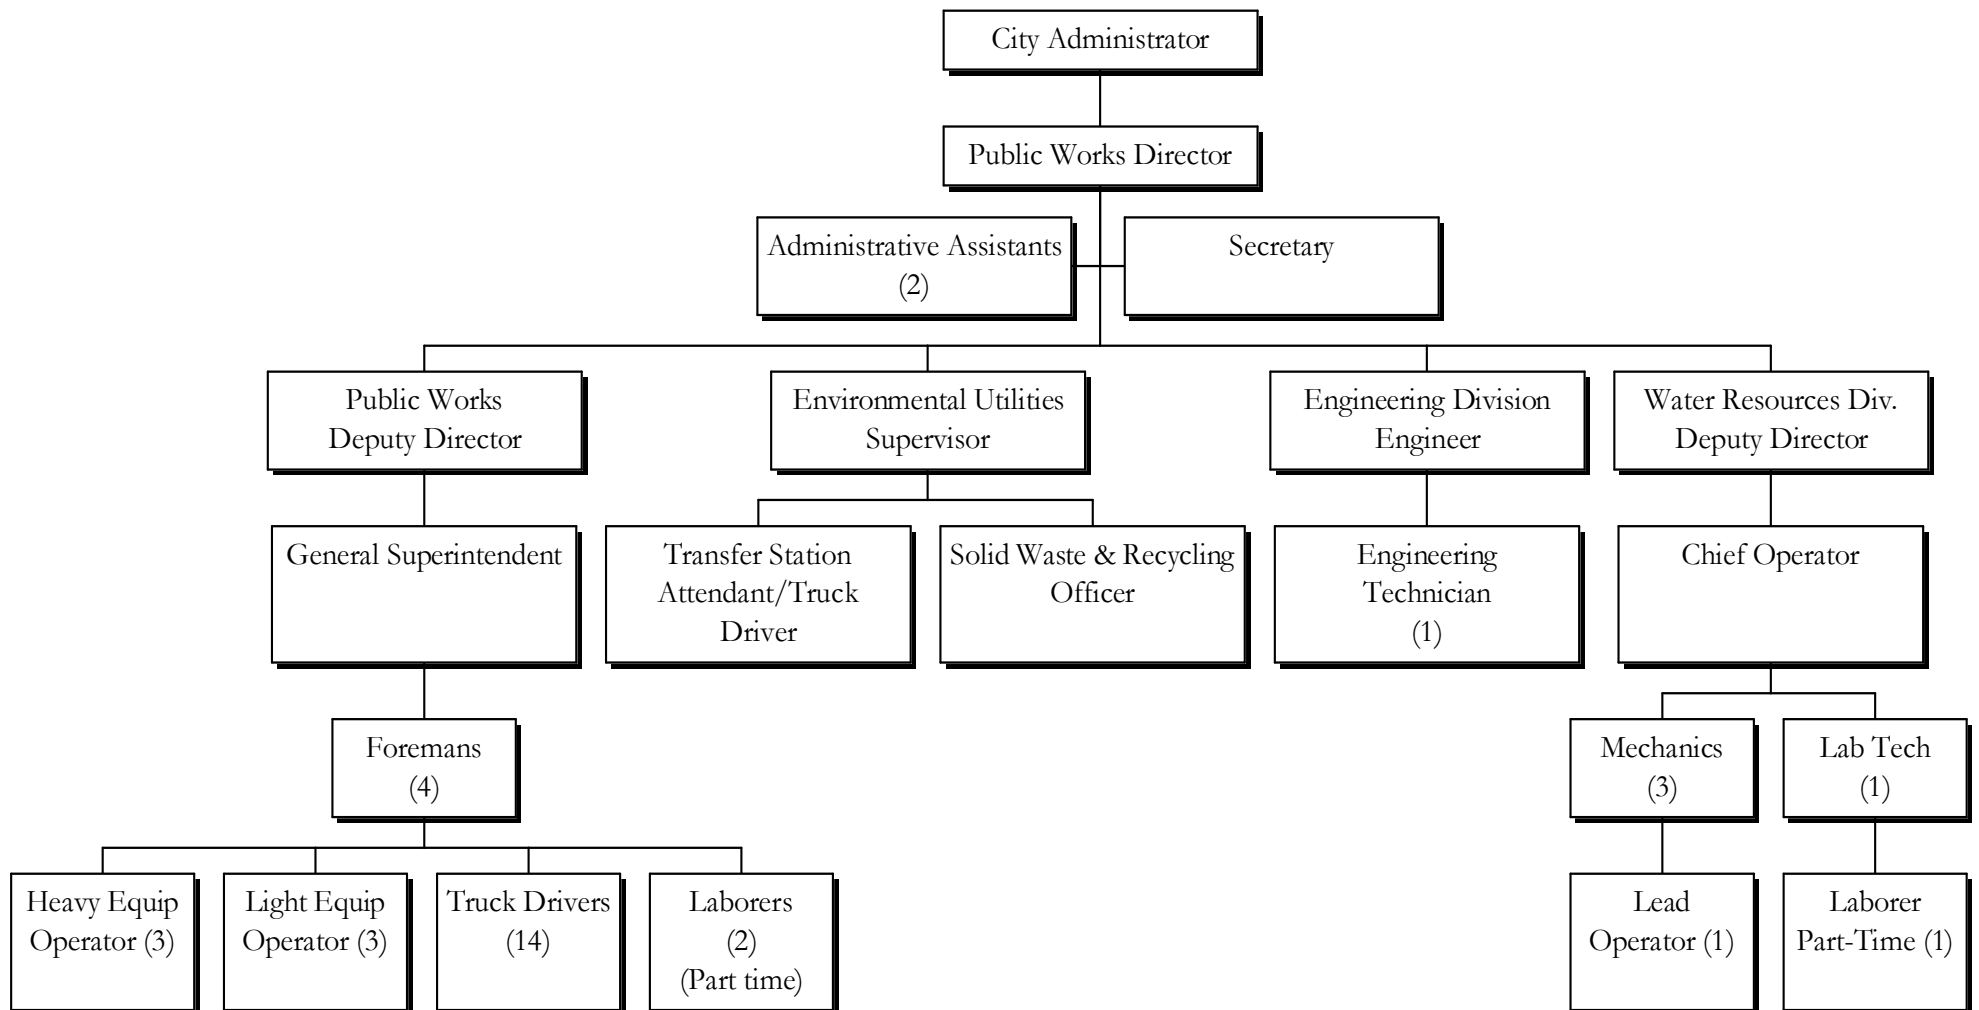 City Administrator
Public Works Director
Administrative Assistants
(2)
Secretary
Public Works
Deputy Director
Environmental Utilities
Supervisor
Engineering Division
Engineer
Water Resources Div.
Deputy Director
General Superintendent
Transfer Station
Attendant/Truck
Driver
Solid Waste & Recycling
Officer
Engineering
Technician
(1)
Chief Operator
Foremans
(4)
Mechanics
(3)
Lab Tech
(1)
Heavy Equip
Operator (3)
Light Equip
Operator (3)
Truck Drivers
(14)
Laborers
(2)
(Part time)
Lead
Operator (1)
Laborer
Part-Time (1)